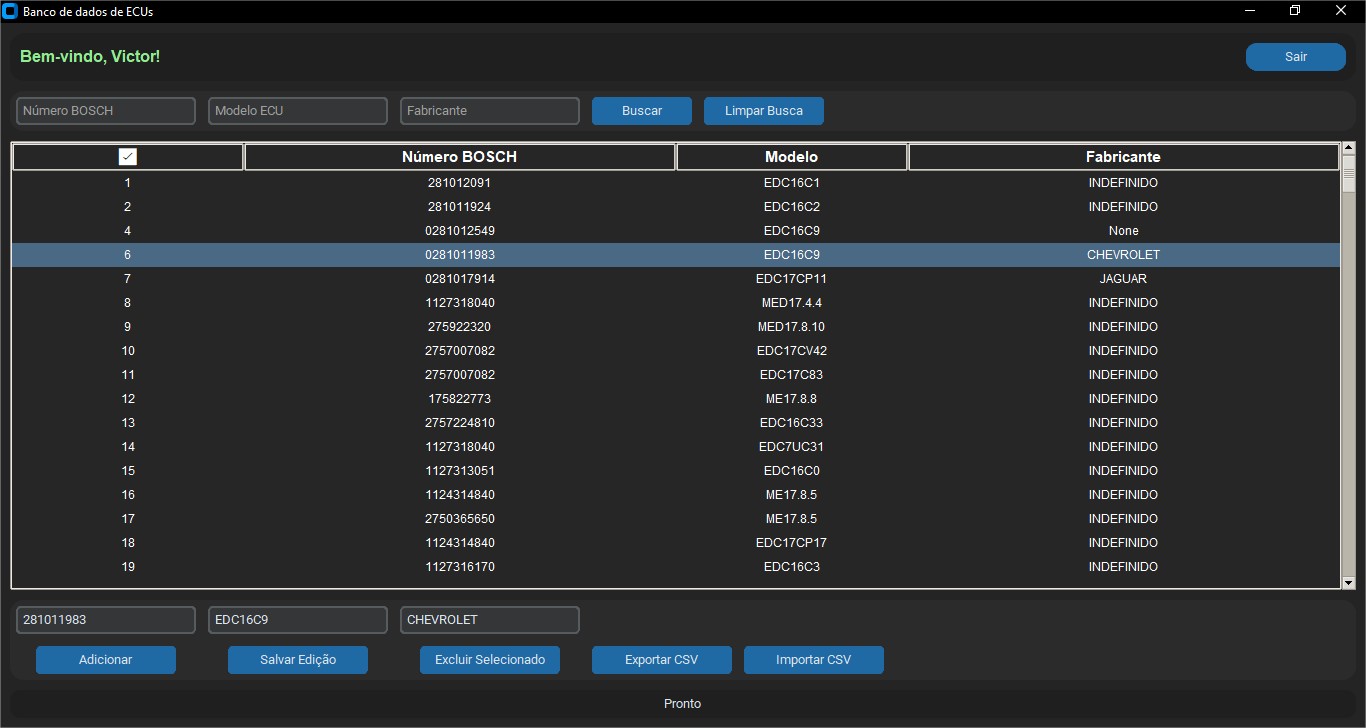 Banco de dados de ECUs
Bem-vindo, Victor!
Sair
Número BOSCH Modelo ECU Fabricante Buscar Limpar Busca
Número BOSCH Modelo Fabricante
1 281012091 EDC16C1 INDEFINIDO
2 281011924 EDC16C2 INDEFINIDO
4 0281012549 EDC16C9 None
6 0281011983 EDC16C9 CHEVROLET
7 0281017914 EDC17CP11 JAGUAR
8 1127318040 MED17.4.4 INDEFINIDO
9 275922320 MED17.8.10 INDEFINIDO
10 2757007082 EDC17CV42 INDEFINIDO
11 2757007082 EDC17C83 INDEFINIDO
12 175822773 ME17.8.8 INDEFINIDO
13 2757224810 EDC16C33 INDEFINIDO
14 1127318040 EDC7UC31 INDEFINIDO
15 1127313051 EDC16C0 INDEFINIDO
16 1124314840 ME17.8.5 INDEFINIDO
17 2750365650 ME17.8.5 INDEFINIDO
18 1124314840 EDC17CP17 INDEFINIDO
19 1127316170 EDC16C3 INDEFINIDO
281011983 EDC16C9 CHEVROLET
Adicionar Salvar Edição Excluir Selecionado Exportar CSV Importar CSV
Pronto